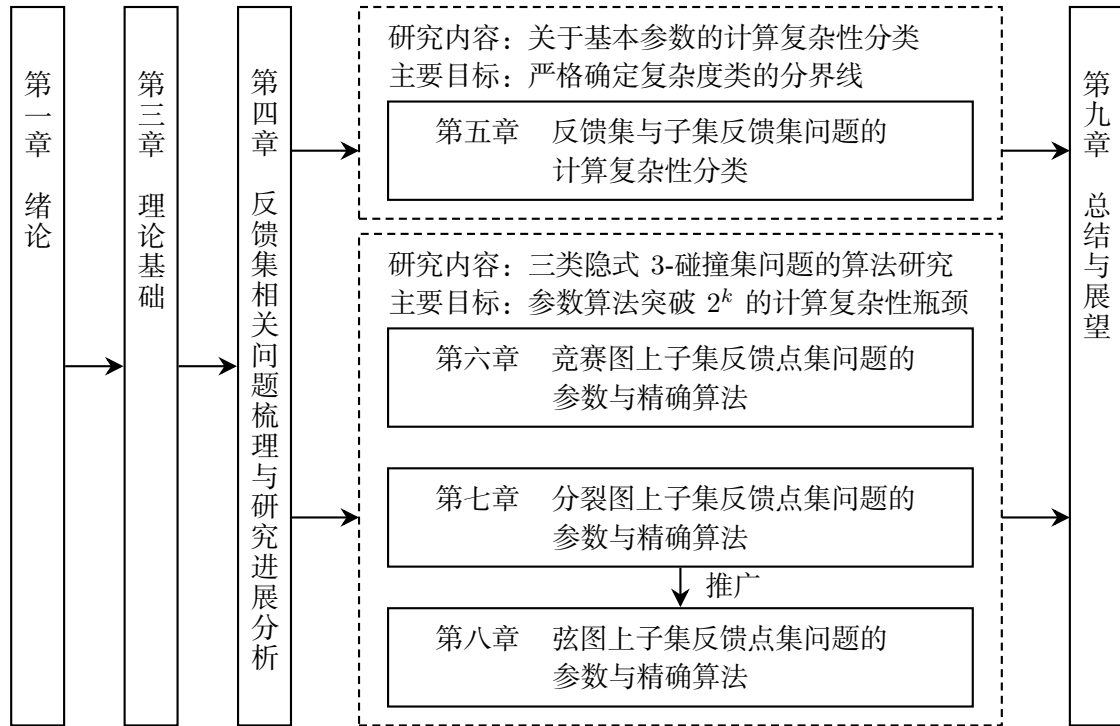 第一章 绪论
第三章 理论基础
第四章 反馈集相关问题梳理与研究进展分析
研究内容：关于基本参数的计算复杂性分类
主要目标：严格确定复杂度类的分界线
第五章 反馈集与子集反馈集问题的
计算复杂性分类
研究内容：三类隐式 3-碰撞集问题的算法研究
主要目标：参数算法突破 2^k 的计算复杂性瓶颈
第六章 竞赛图上子集反馈点集问题的
参数与精确算法
第七章 分裂图上子集反馈点集问题的
参数与精确算法
推广
第八章 弦图上子集反馈点集问题的
参数与精确算法
第九章 总结与展望